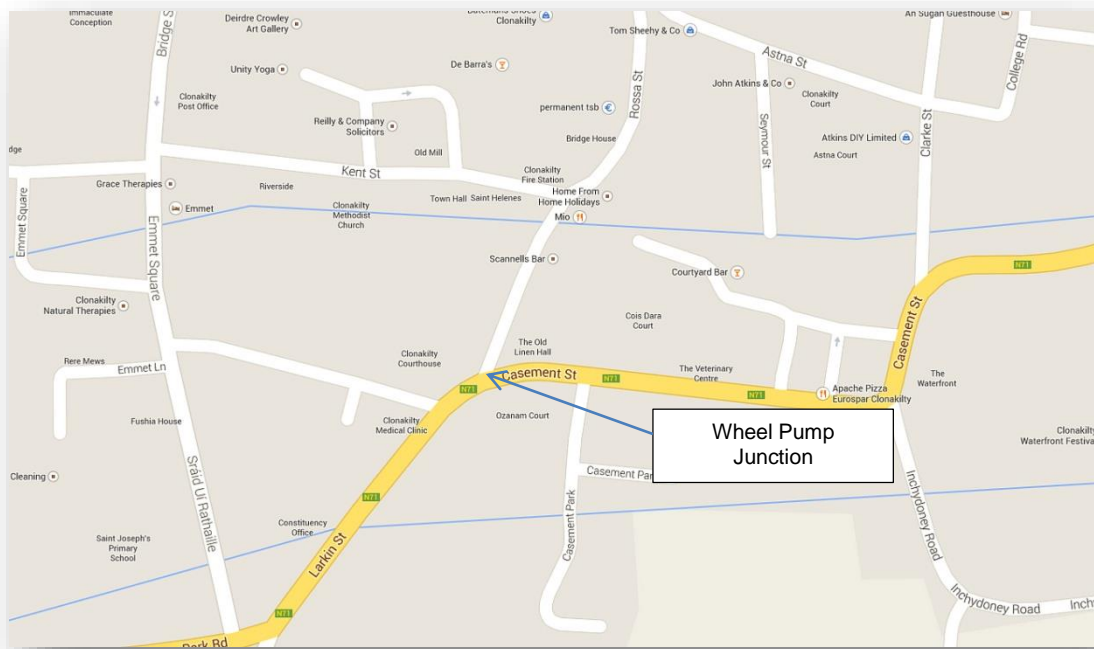 Immaculate
Conception
Bridge S
Deirdre Crowley
Art Gallery
Clonakilty
Tom Sheehy & Co
An Sugan Guesthouse
College Rd
Unity Yoga
De Barra's
Rossa St
Astna St
John Atkins & Co
Clonakilty
Court
Clonakilty
Post Office
permanent tsb
Seymour St
Clarke St
Reilly & Company
Solicitors
Bridge House
Atkins DIY Limited
Old Mill
Astna Court
dge
Kent St
Clonakilty
Fire Station
Grace Therapies
Riverside
Town Hall
Saint Helenes
Home From
Home Holidays
Emmet Square
Emmet
Clonakilty
Methodist
Church
Mio
Emmet Square
Scannells Bar
Courtyard Bar
N71
Clonakilty
Natural Therapies
Cois Dara
Court
Casement St
Rere Mews
Emmet Ln
Clonakilty
Courthouse
The Old
Linen Hall
Casement St
N71
The Veterinary
Centre
The
Waterfront
N71
N71
Apache Pizza
Eurospar Clonakilty
Fushia House
Clonakilty
Medical Clinic
Ozanam Court
Wheel Pump
Junction
Clonakilty
Waterfront Festiva
Cleaning
Sráid Uí Rathaille
N71
Casement Par
Inchydoney Road
Constituency
Office
Casement Park
Saint Joseph's
Primary
School
Larkin St
N71
Inchydoney Road
Inch
Park Rd